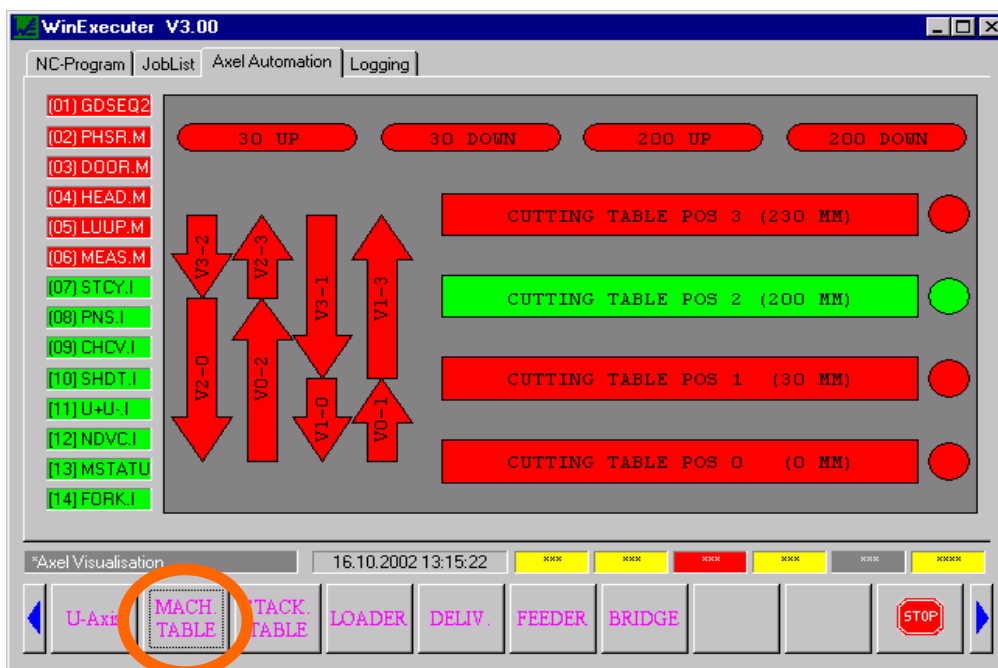 WinExecuter V3.00
NC-Program JobList Axel Automation Logging
(01) GDSEQ2
(02) PHSR.M
(03) DOOR.M
(04) HEAD.M
(05) LUUP.M
(06) MEAS.M
(07) STCY.I
(08) PNS.I
(09) CHCV.I
[10] SHDT.I
[11] U+U-.I
[12] NDVC.I
[13] MSTATU
[14] FORK.I
30 UP 30 DOWN 200 UP 200 DOWN
V3-2 V2-3 V3-1 V1-3
V2-0 V0-2 V1-0 V0-1
CUTTING TABLE POS 3 (230 MM)
CUTTING TABLE POS 2 (200 MM)
CUTTING TABLE POS 1 (30 MM)
CUTTING TABLE POS 0 (0 MM)
*Axel Visualisation 16.10.2002 13:15:22 *** *** *** *** *** ****
U-Axis
MACH.
TABLE
STACK.
TABLE
LOADER
DELIV.
FEEDER
BRIDGE
STOP